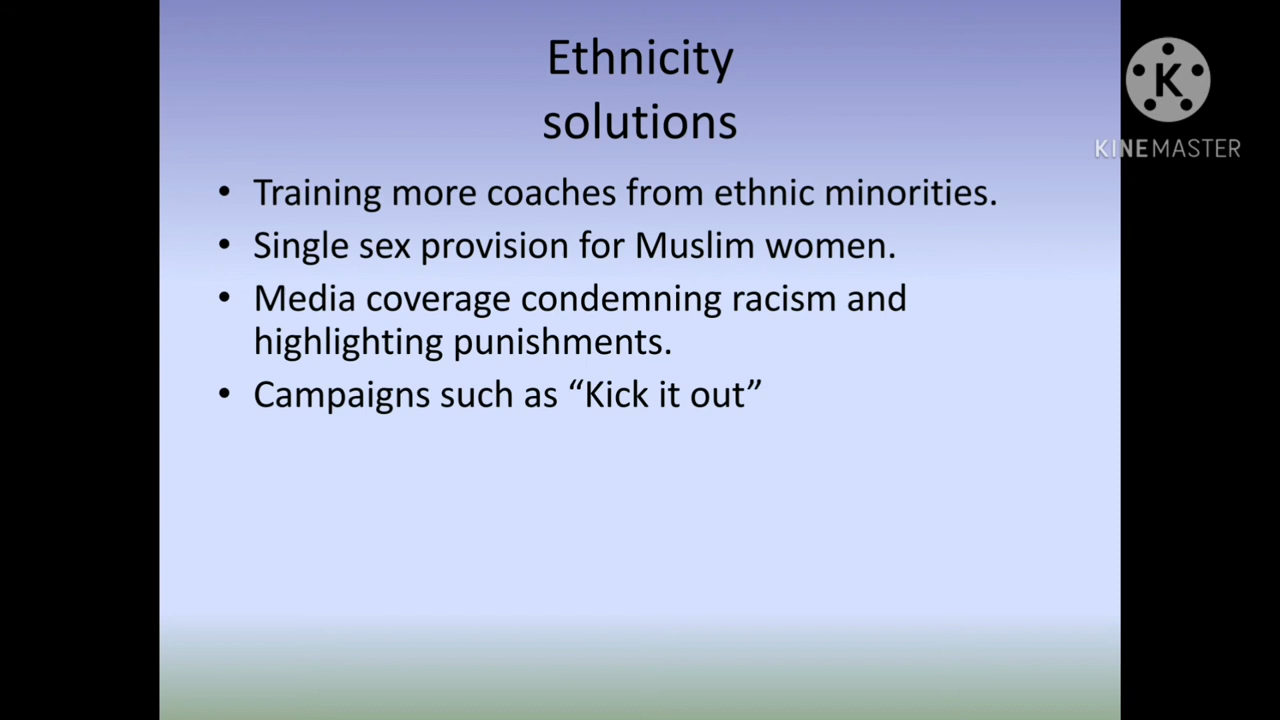 Ethnicity
solutions
• Training more coaches from ethnic minorities.
• Single sex provision for Muslim women.
• Media coverage condemning racism and
highlighting punishments.
• Campaigns such as “Kick it out”
K
KINEMASTER